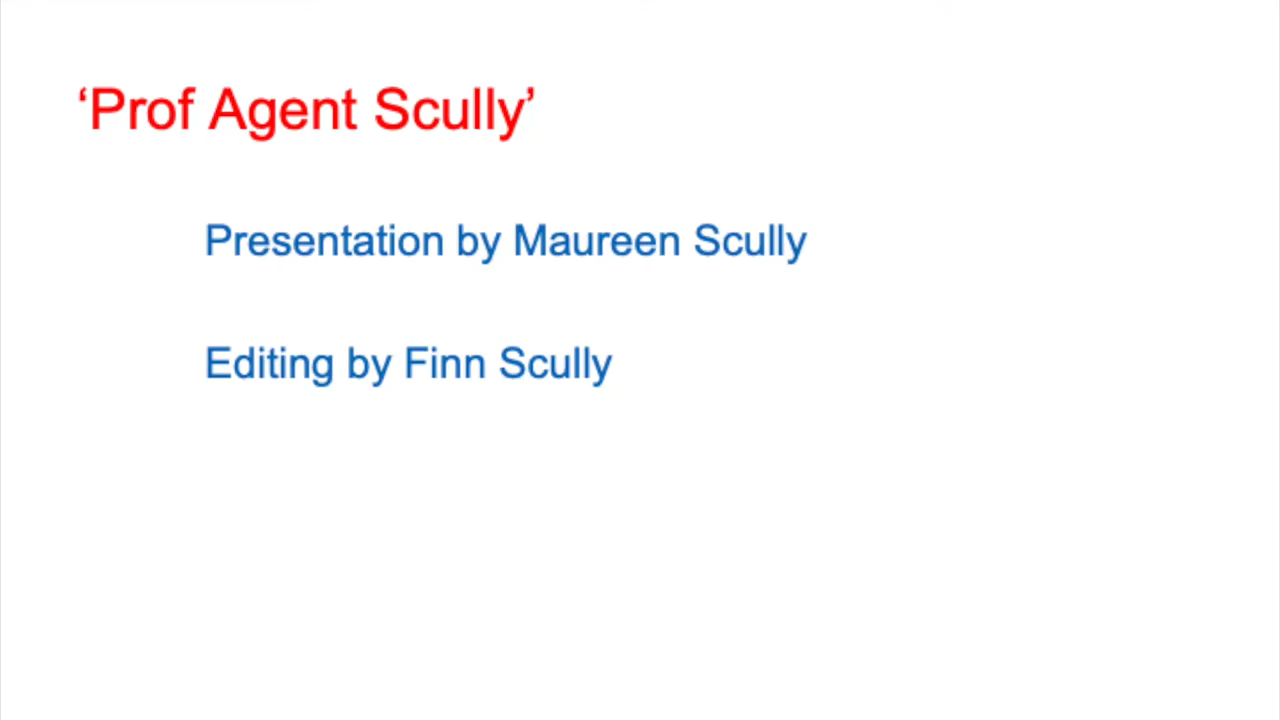 ‘Prof Agent Scully’
Presentation by Maureen Scully
Editing by Finn Scully